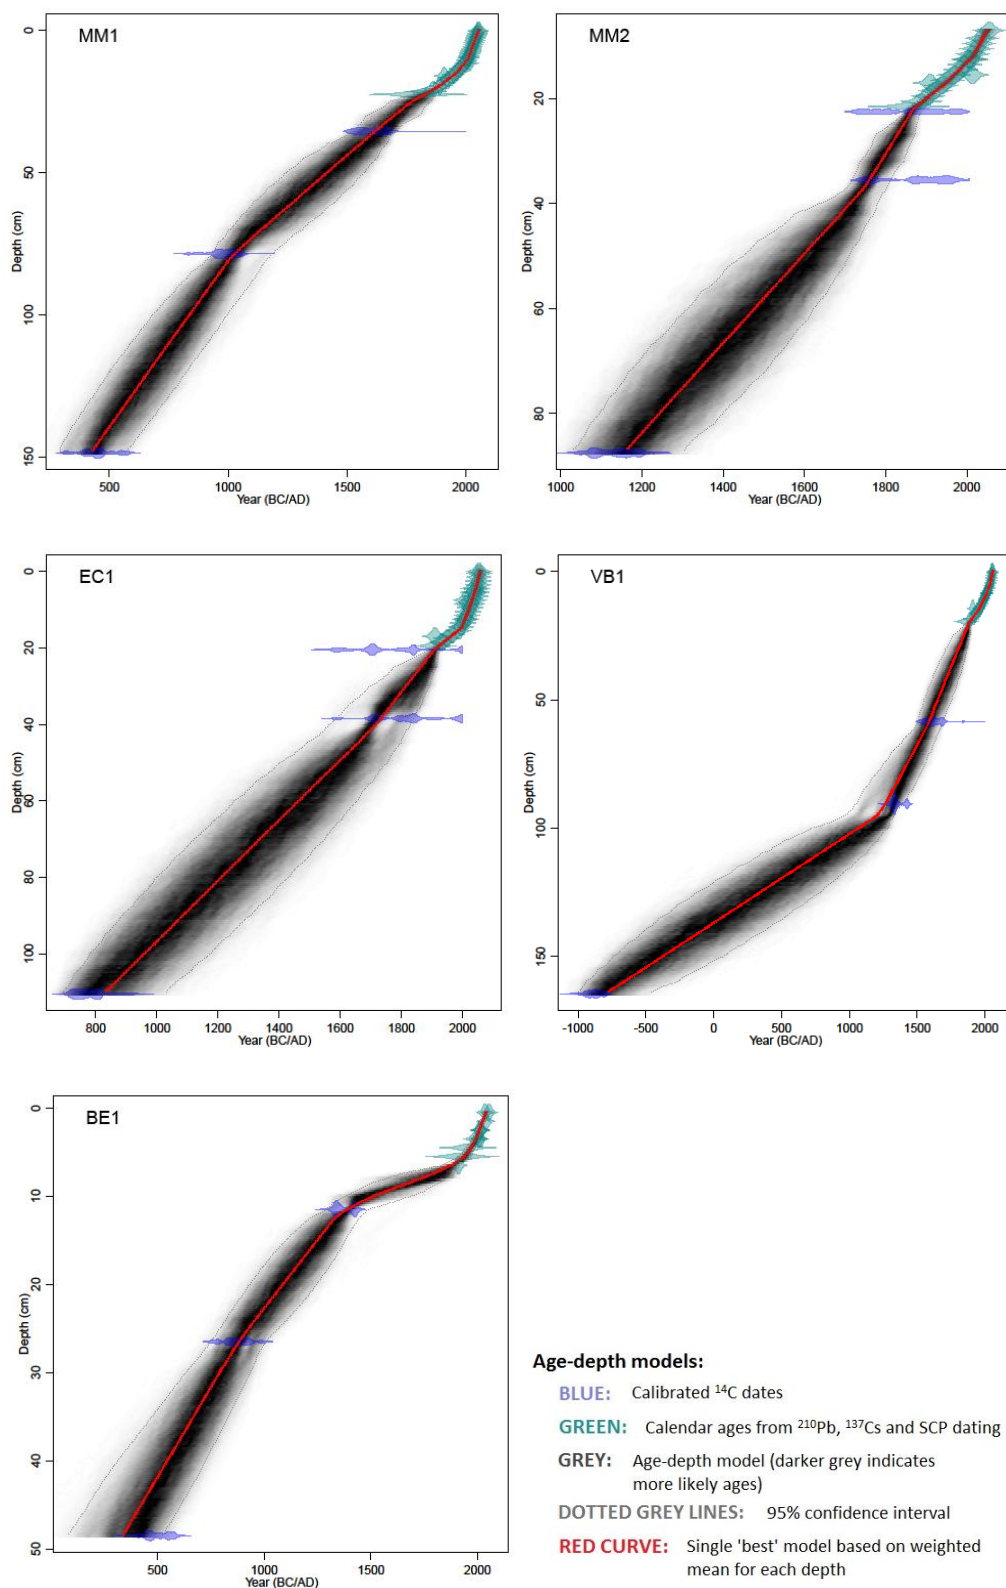 MM1
0
50
100
150
Depth (cm)
500
1000
1500
2000
Year (BC/AD)
MM2
20
40
60
80
Depth (cm)
1000
1200
1400
1600
1800
2000
Year (BC/AD)
EC1
0
20
40
60
80
100
Depth (cm)
800
1000
1200
1400
1600
1800
2000
Year (BC/AD)
VB1
0
50
100
150
Depth (cm)
-1000
-500
0
500
1000
1500
2000
Year (BC/AD)
BE1
0
10
20
30
40
50
Depth (cm)
500
1000
1500
2000
Year (BC/AD)
Age-depth models:
BLUE: Calibrated ¹⁴C dates
GREEN: Calendar ages from ²¹⁰Pb, ¹³⁷Cs and SCP dating
GREY: Age-depth model (darker grey indicates
more likely ages)
DOTTED GREY LINES: 95% confidence interval
RED CURVE: Single 'best' model based on weighted
mean for each depth